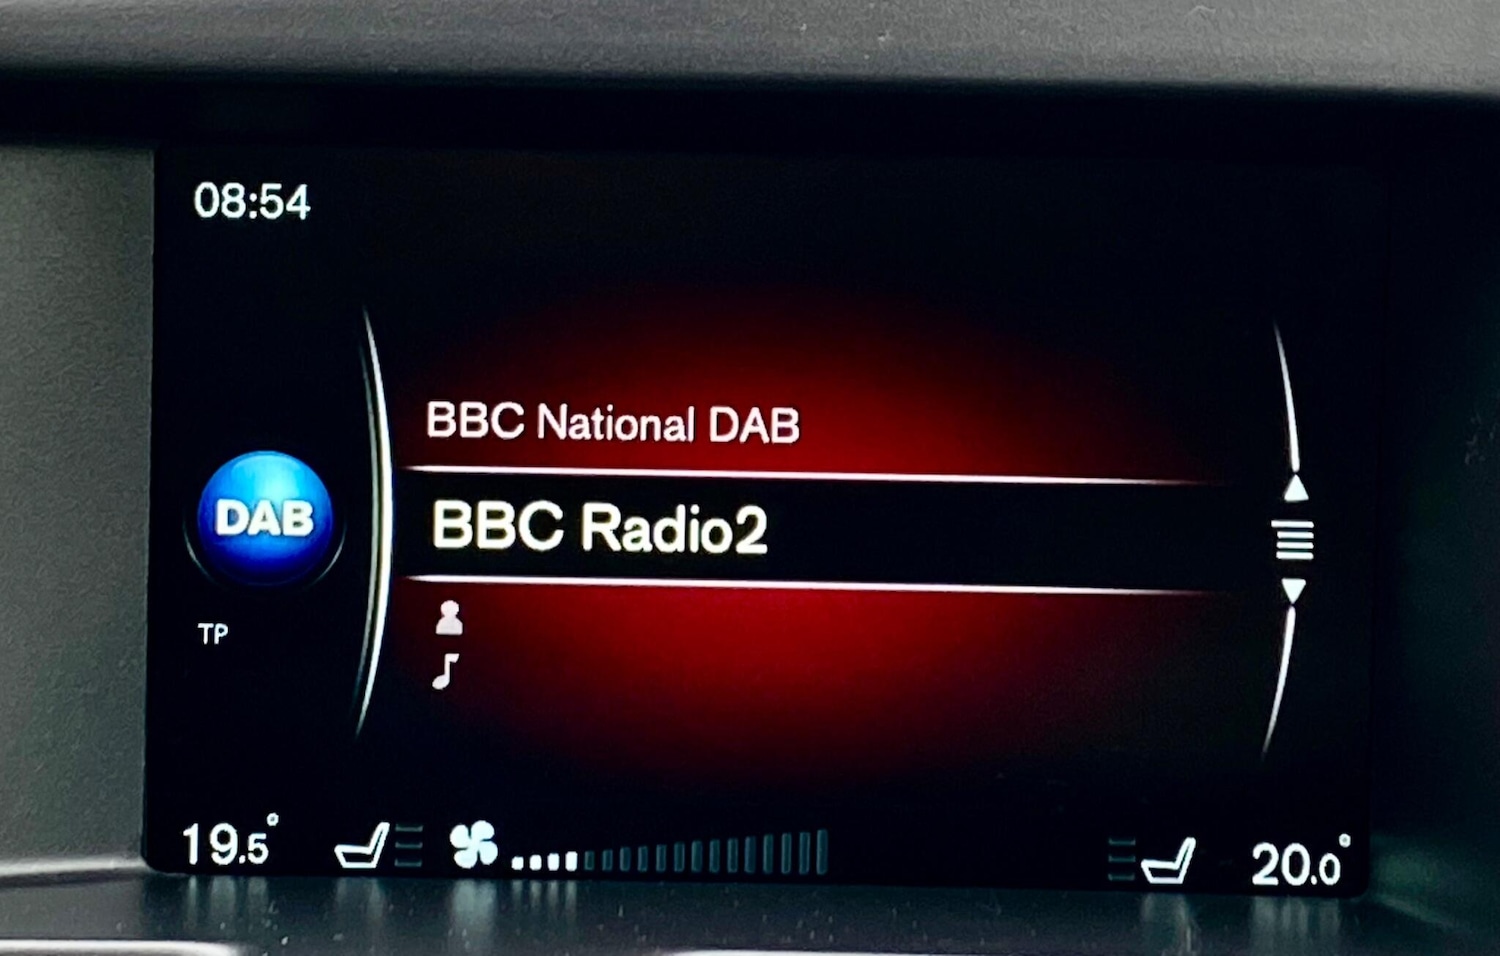 08:54
BBC National DAB
DAB
BBC Radio2
TP
19.5°
20.0°